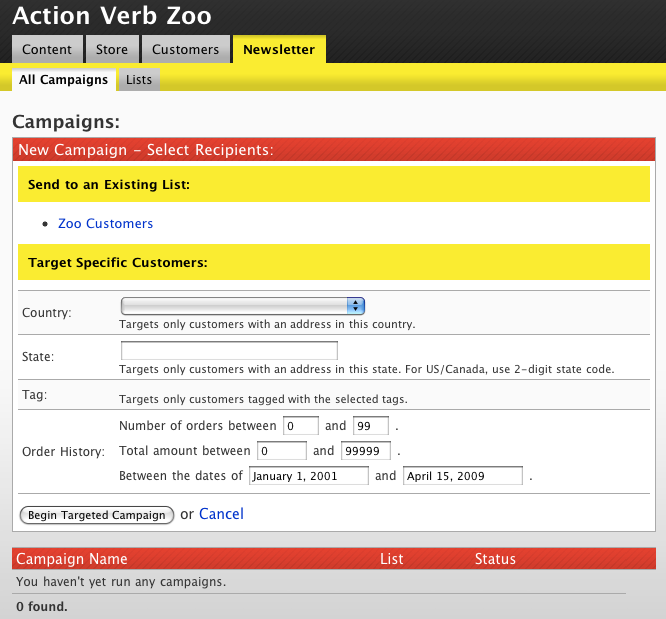 Action Verb Zoo
Content Store Customers Newsletter
All Campaigns Lists
Campaigns:
New Campaign – Select Recipients:
Send to an Existing List:
• Zoo Customers
Target Specific Customers:
Country:
Targets only customers with an address in this country.
State:
Targets only customers with an address in this state. For US/Canada, use 2-digit state code.
Tag: Targets only customers tagged with the selected tags.
Order History:
Number of orders between 0 and 99 .
Total amount between 0 and 99999 .
Between the dates of January 1, 2001 and April 15, 2009 .
Begin Targeted Campaign or Cancel
Campaign Name List Status
You haven't yet run any campaigns.
0 found.